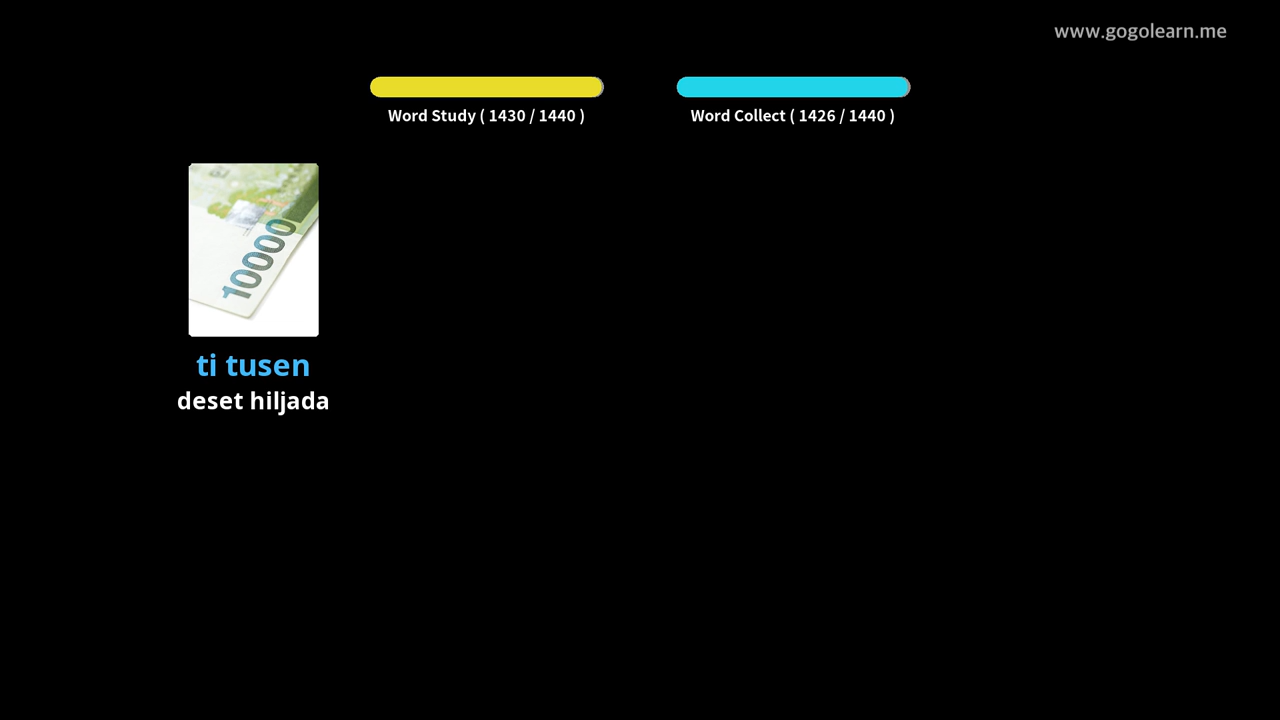 www.gogolearn.me
Word Study ( 1430 / 1440 )
Word Collect ( 1426 / 1440 )
10000
ti tusen
deset hiljada